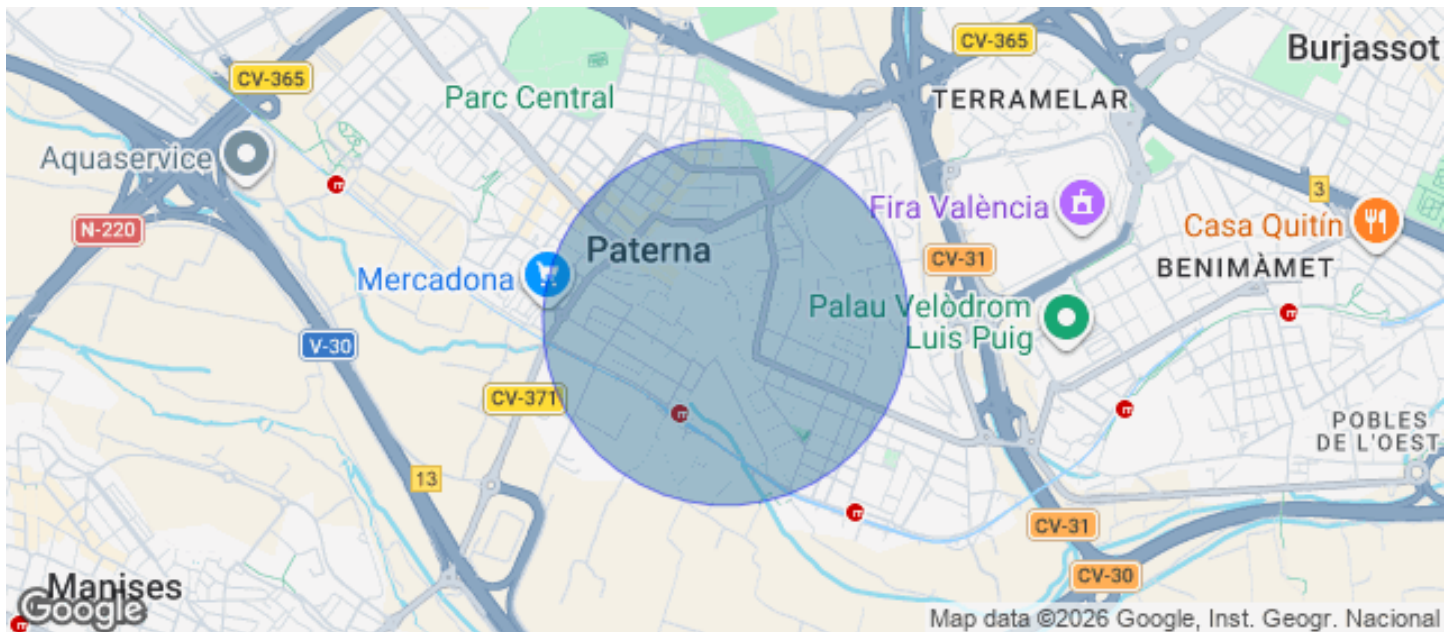 CV-365
Burjassot
CV-365
Parc Central
TERRAMELAR
Aquaservice
3
Fira València
Casa Quitín
N-220
Paterna
CV-31
BENIMÀMET
Mercadona
Palau Velòdrom
Luis Puig
V-30
CV-371
POBLES
DE L'OEST
13
CV-31
CV-30
Manises
Google
Map data ©2026 Google, Inst. Geogr. Nacional